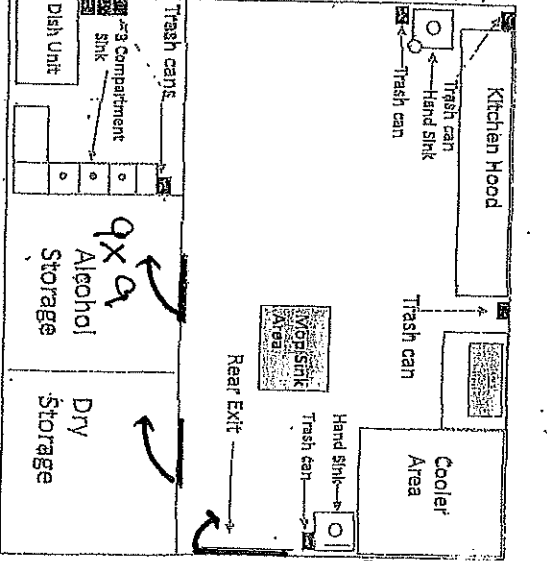 Trash cans
3 Compartment
Sink
Dish Unit
Trash can
Hand Sink
Trash can
Kitchen Hood
9x9
Alcohol
Storage
Dry
Storage
Mop Sink
Area
Trash can
Rear Exit
Hand Sink
Trash can
Cooler
Area